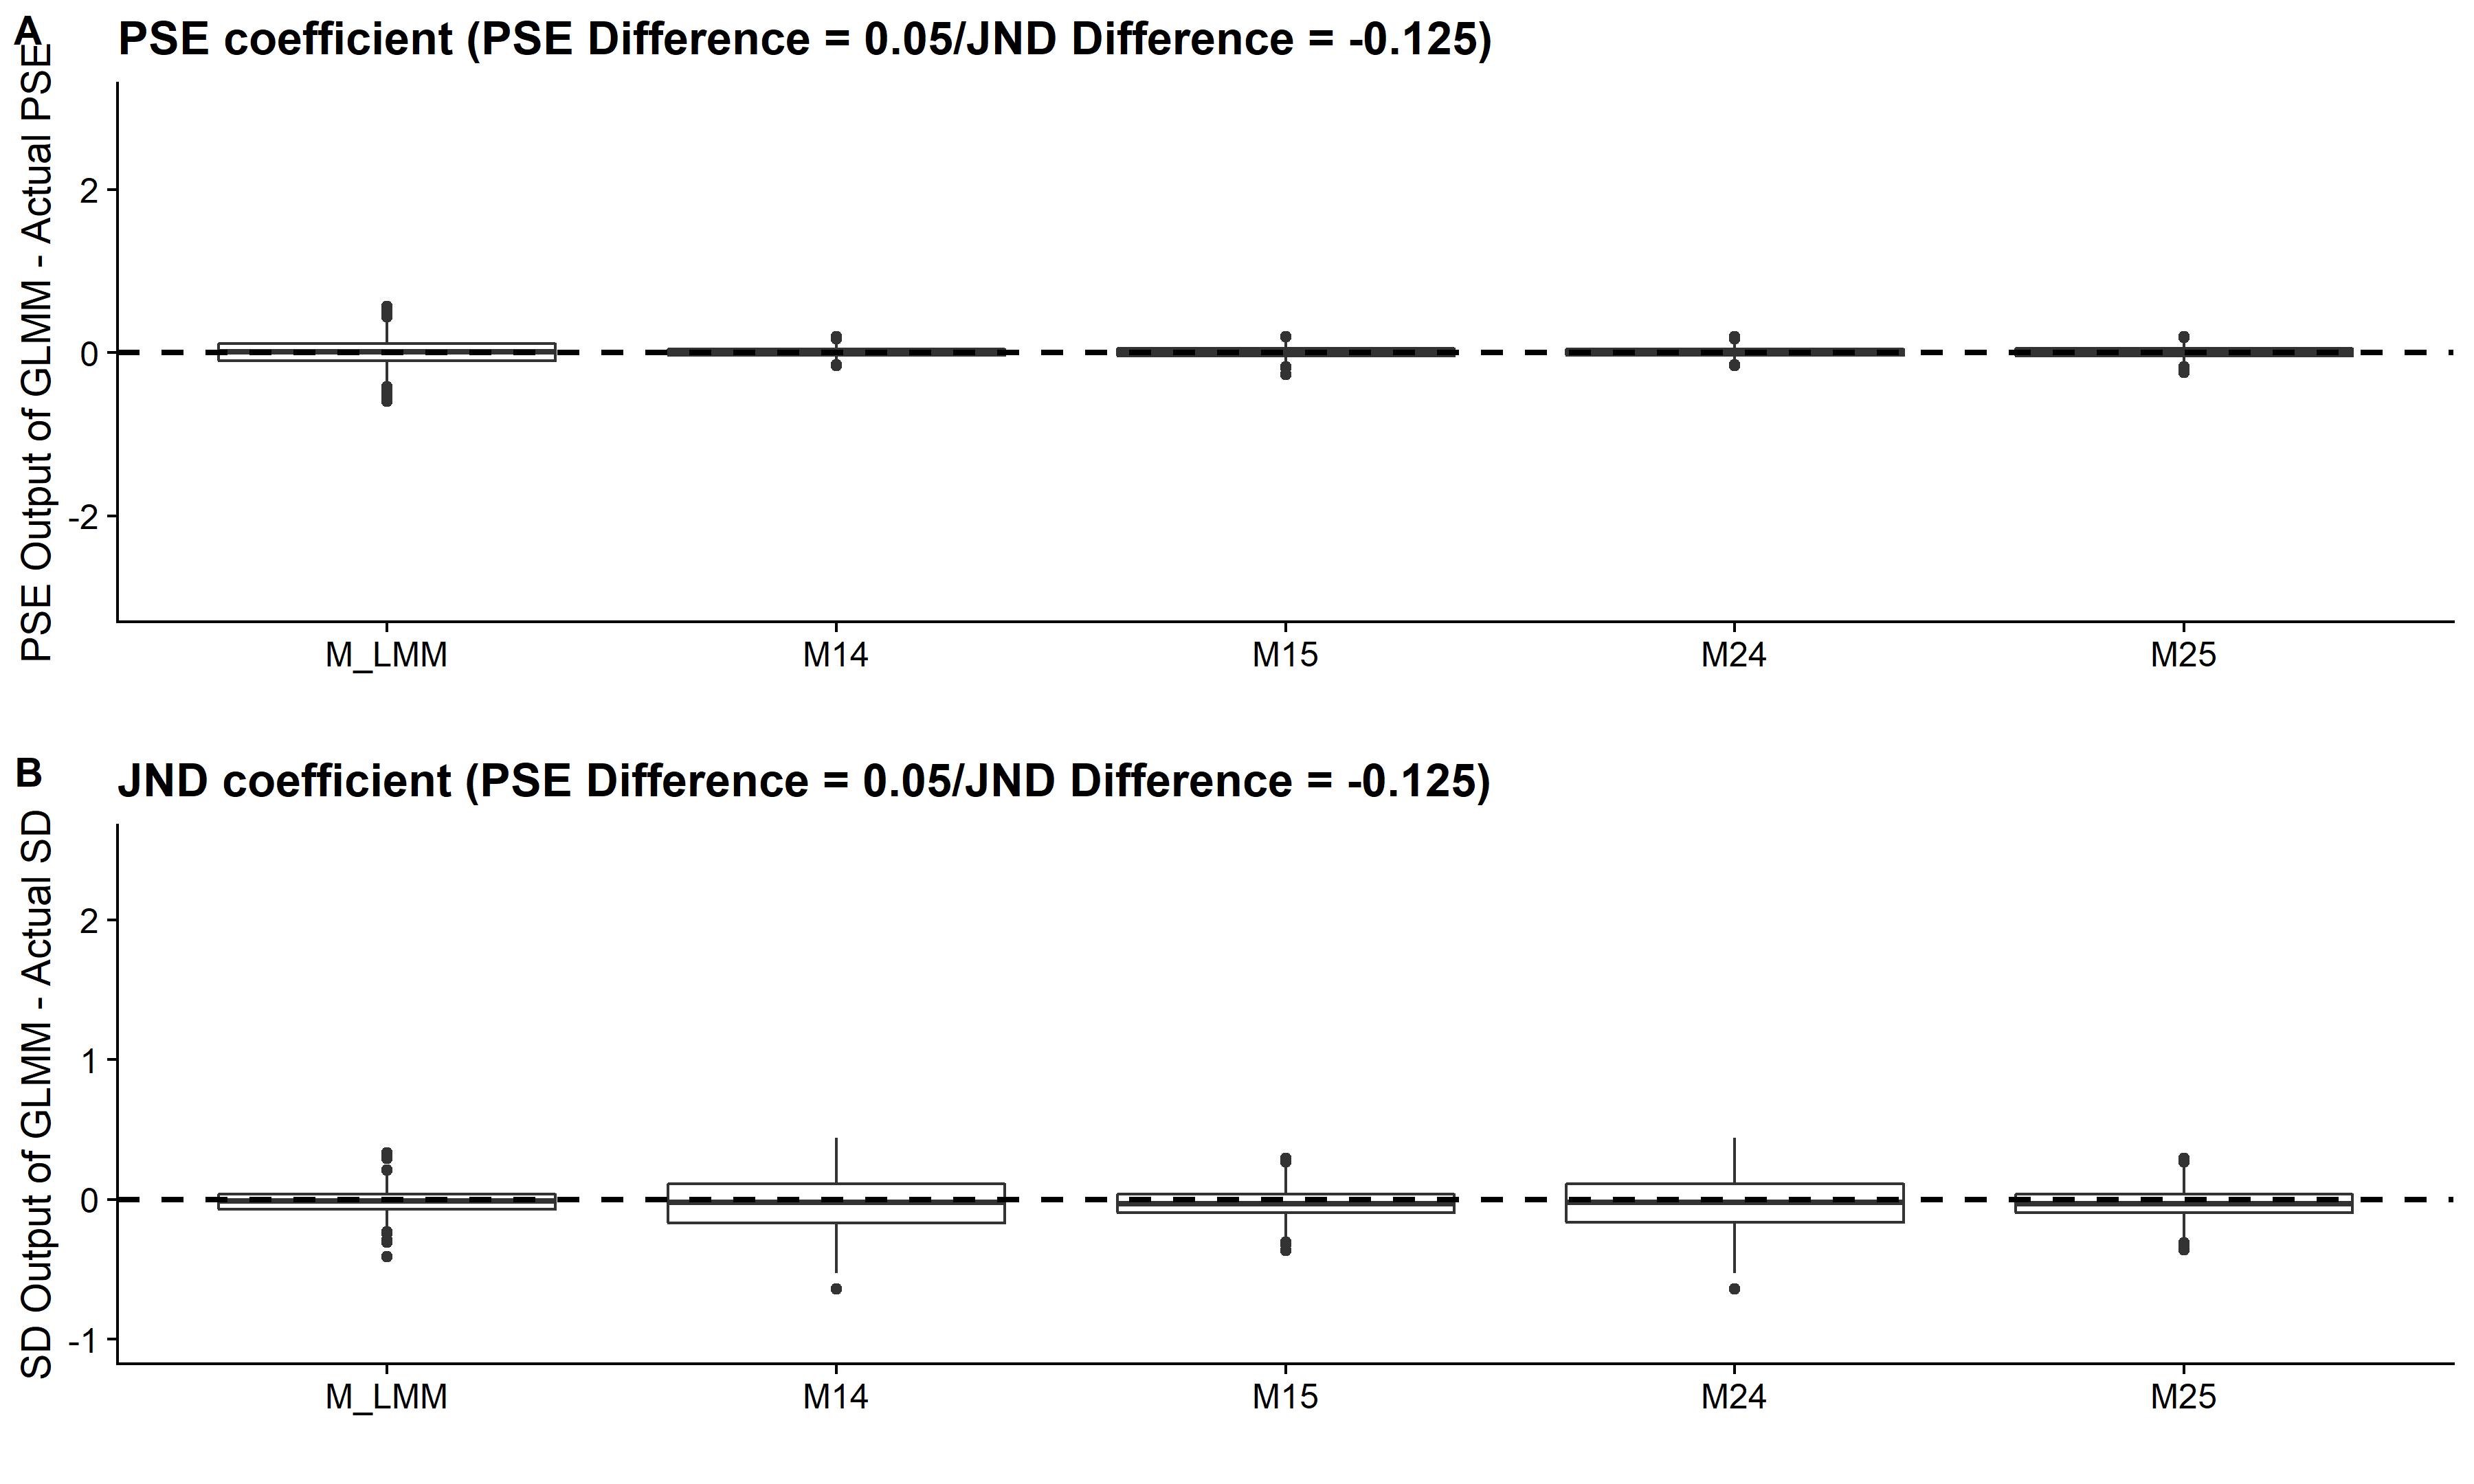 A
PSE coefficient (PSE Difference = 0.05/JND Difference = -0.125)
PSE Output of GLMM - Actual PSE
2
0
-2
M_LMM M14 M15 M24 M25
B
JND coefficient (PSE Difference = 0.05/JND Difference = -0.125)
SD Output of GLMM - Actual SD
2
1
0
-1
M_LMM M14 M15 M24 M25